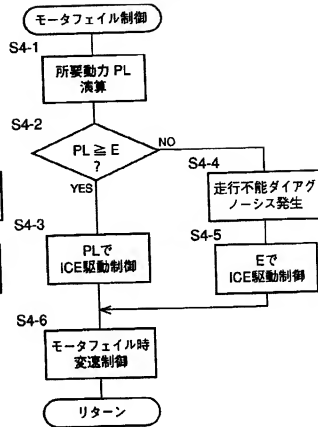 モータフェイル制御
S4-1
所要動力 PL
演算
S4-2
PL ≧ E
?
NO
YES
S4-4
走行不能ダイアグ
ノーシス発生
S4-3
PLで
ICE駆動制御
S4-5
Eで
ICE駆動制御
S4-6
モータフェイル時
変速制御
リターン